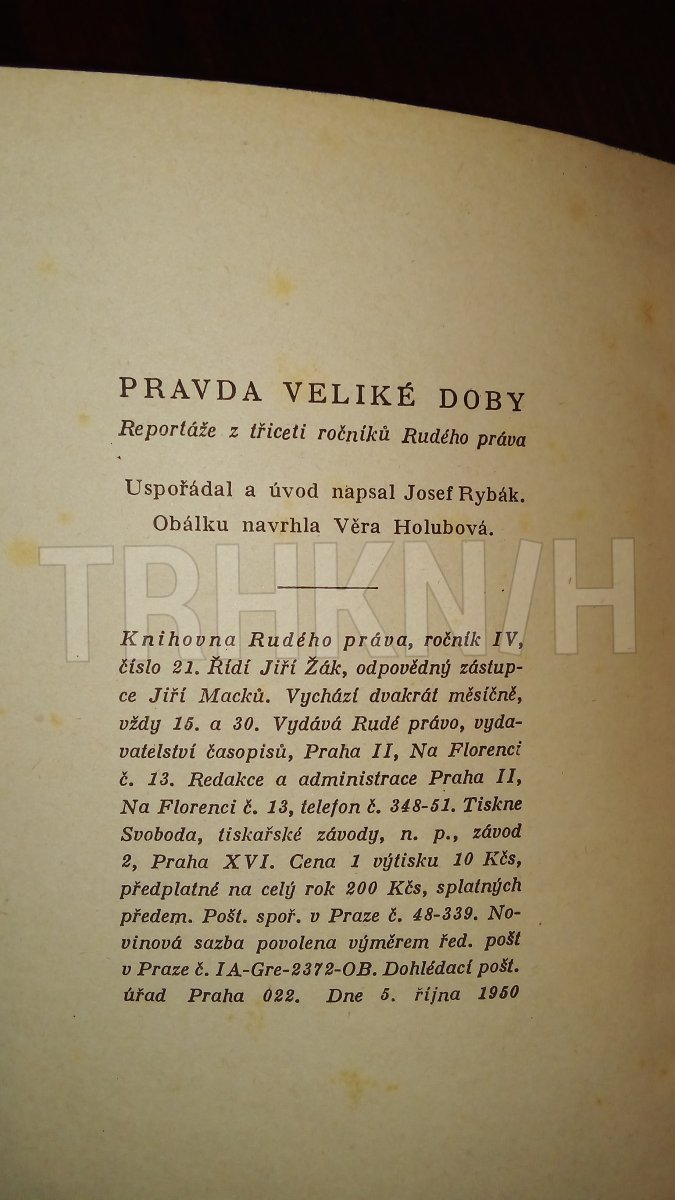 PRAVDA VELIKÉ DOBY
Reportáže z třiceti ročníků Rudého práva
Uspořádal a úvod napsal Josef Rybák.
Obálku navrhla Věra Holubová.
TRHKNIH
Knihovna Rudého práva, ročník IV,
číslo 21. Řídí Jiří Žák, odpovědný zástup-
ce Jiří Macků. Vychází dvakrát měsíčně,
vždy 15. a 30. Vydává Rudé právo, vyda-
vatelství časopisů, Praha II, Na Florenci
č. 13. Redakce a administrace Praha II,
Na Florenci č. 13, telefon č. 348-51. Tiskne
Svoboda, tiskařské závody, n. p., závod
2, Praha XVI. Cena 1 výtisku 10 Kčs,
předplatné na celý rok 200 Kčs, splatných
předem. Pošt. spoř. v Praze č. 48-339. No-
vinová sazba povolena výměrem řed. pošt
v Praze č. IA-Gre-2372-OB. Dohlédací pošt.
úřad Praha 022. Dne 5. října 1950